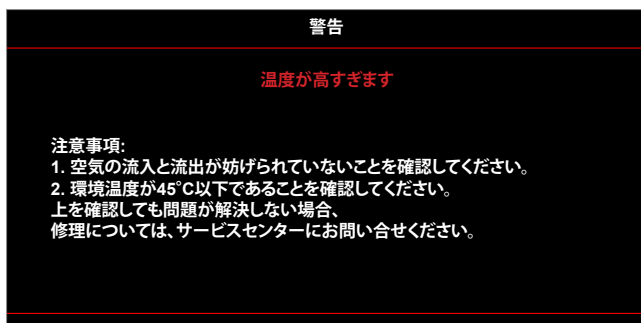 警告
温度が高すぎます
注意事項:
1. 空気の流入と流出が妨げられていないことを確認してください。
2. 環境温度が45°C以下であることを確認してください。
上を確認しても問題が解決しない場合、
修理については、サービスセンターにお問い合せください。